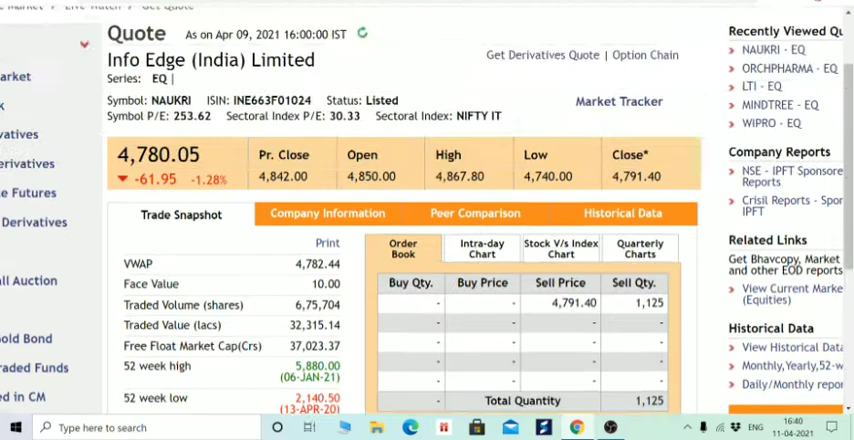 Quote As on Apr 09, 2021 16:00:00 IST
Info Edge (India) Limited
Series: EQ |
Get Derivatives Quote | Option Chain
Symbol: NAUKRI ISIN: INE663F01024 Status: Listed
Symbol P/E: 253.62 Sectoral Index P/E: 30.33 Sectoral Index: NIFTY IT
Market Tracker
4,780.05
-61.95 -1.28%
Pr. Close Open High Low Close*
4,842.00 4,850.00 4,867.80 4,740.00 4,791.40
Trade Snapshot Company Information Peer Comparison Historical Data
Print
VWAP 4,782.44
Face Value 10.00
Traded Volume (shares) 6,75,704
Traded Value (lacs) 32,315.14
Free Float Market Cap(Crs) 37,023.37
52 week high 5,880.00
(06-JAN-21)
52 week low 2,140.50
(13-APR-20)
Order
Book
Intra-day
Chart
Stock V/s Index
Chart
Quarterly
Charts
Buy Qty. Buy Price Sell Price Sell Qty.
- - 4,791.40 1,125
- - - -
- - - -
- - - -
- - - -
- Total Quantity 1,125
Recently Viewed Qu
NAUKRI - EQ
ORCHPHARMA - EQ
LTI - EQ
MINDTREE - EQ
WIPRO - EQ
Company Reports
NSE - IPFT Sponsore
Reports
Crisil Reports - Spor
IPFT
Related Links
Get Bhavcopy, Market
and other EOD reports
View Current Marke
(Equities)
Historical Data
View Historical Data
Monthly,Yearly,52-w
Daily/Monthly repor
arket
k
vatives
erivatives
e Futures
Derivatives
ll Auction
old Bond
raded Funds
ed in CM
Type here to search
ENG
16:40
11-04-2021